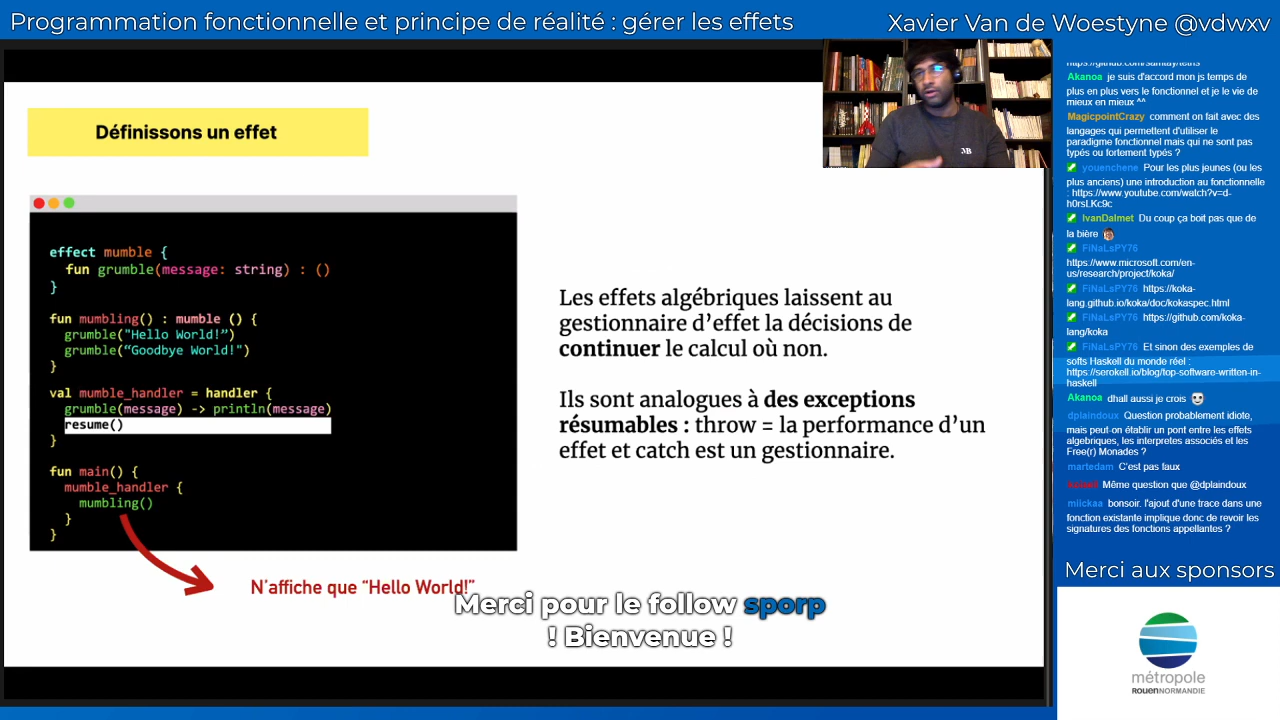 Programmation fonctionnelle et principe de réalité : gérer les effets
Xavier Van de Woestyne @vdwxv
Définissons un effet
effect mumble {
fun grumble(message: string) : ()
}
fun mumbling() : mumble () {
grumble("Hello World!”)
grumble(“Goodbye World!")
}
val mumble_handler = handler {
grumble(message) -> println(message)
resume()
}
fun main() {
mumble_handler {
mumbling()
}
}
N’affiche que “Hello World!”
Les effets algébriques laissent au
gestionnaire d’effet la décisions de
continuer le calcul où non.
Ils sont analogues à des exceptions
résumables : throw = la performance d’un
effet et catch est un gestionnaire.
Merci pour le follow sporp
! Bienvenue !
Akanoa je suis d'accord mon js temps de
plus en plus vers le fonctionnel et je le vie de
mieux en mieux ^^
MagicpointCrazy comment on fait avec des
langages qui permettent d'utiliser le
paradigme fonctionnel mais qui ne sont pas
typés ou fortement typés ?
youenchene Pour les plus jeunes (ou les
plus anciens) une introduction au fonctionnelle
: https://www.youtube.com/watch?v=d-
h0rsLKc9c
IvanDalmet Du coup ça boit pas que de
la bière
FiNaLsPY76
https://www.microsoft.com/en-
us/research/project/koka/
FiNaLsPY76 https://koka-
lang.github.io/koka/doc/kokaspec.html
FiNaLsPY76 https://github.com/koka-
lang/koka
FiNaLsPY76 Et sinon des exemples de
softs Haskell du monde réel :
https://serokell.io/blog/top-software-written-in-
haskell
Akanoa dhall aussi je crois
dplaindoux Question probablement idiote,
mais peut-on établir un pont entre les effets
algebriques, les interpretes associés et les
Free(r) Monades ?
martedam C'est pas faux
Même question que @dplaindoux
miickaa bonsoir. l'ajout d'une trace dans une
fonction existante implique donc de revoir les
signatures des fonctions appellantes ?
Merci aux sponsors
métropole
ROUENNORMANDIE